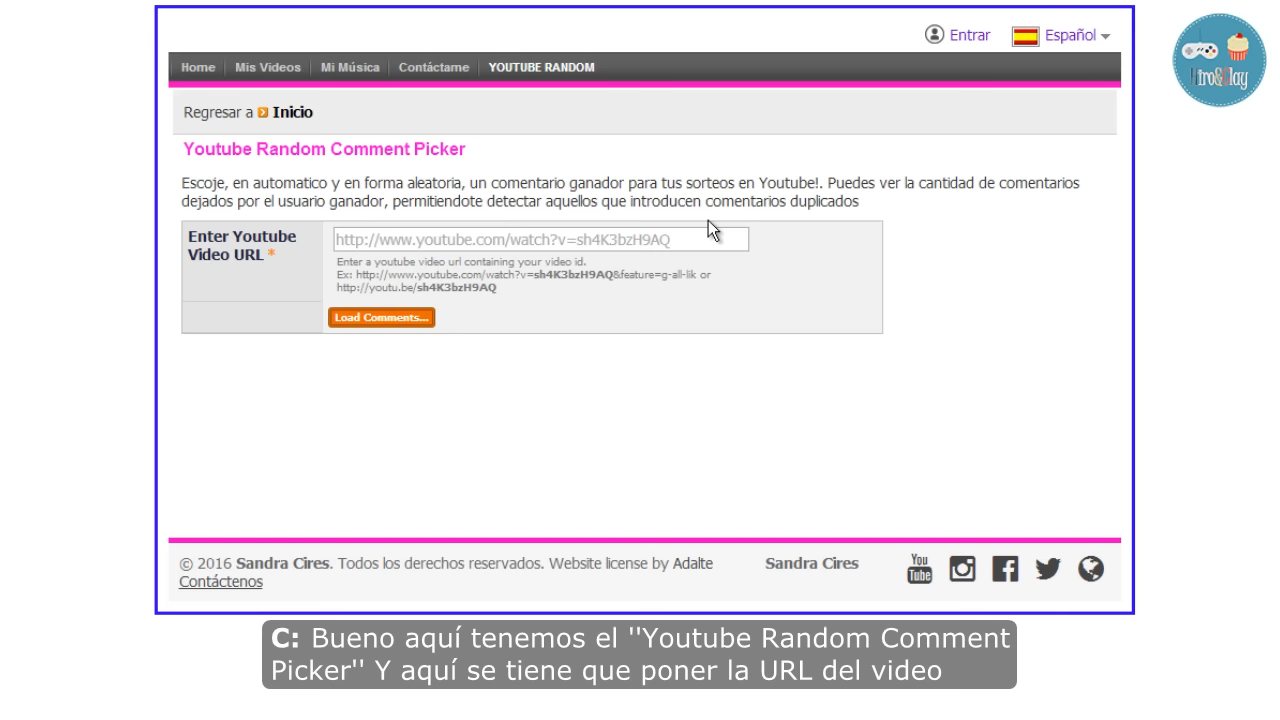 Entrar Español
Home Mis Videos Mi Música Contáctame YOUTUBE RANDOM
Regresar a Inicio
Youtube Random Comment Picker
Escoje, en automatico y en forma aleatoria, un comentario ganador para tus sorteos en Youtube!. Puedes ver la cantidad de comentarios
dejados por el usuario ganador, permitiendote detectar aquellos que introducen comentarios duplicados
Enter Youtube
Video URL *
http://www.youtube.com/watch?v=sh4K3bzH9AQ
Enter a youtube video url containing your video id.
Ex: http://www.youtube.com/watch?v=sh4K3bzH9AQ&feature=g-all-lik or
http://youtu.be/sh4K3bzH9AQ
Load Comments...
© 2016 Sandra Cires. Todos los derechos reservados. Website license by Adalte
Contáctenos
Sandra Cires
You
Tube
C: Bueno aquí tenemos el "Youtube Random Comment
Picker" Y aquí se tiene que poner la URL del video